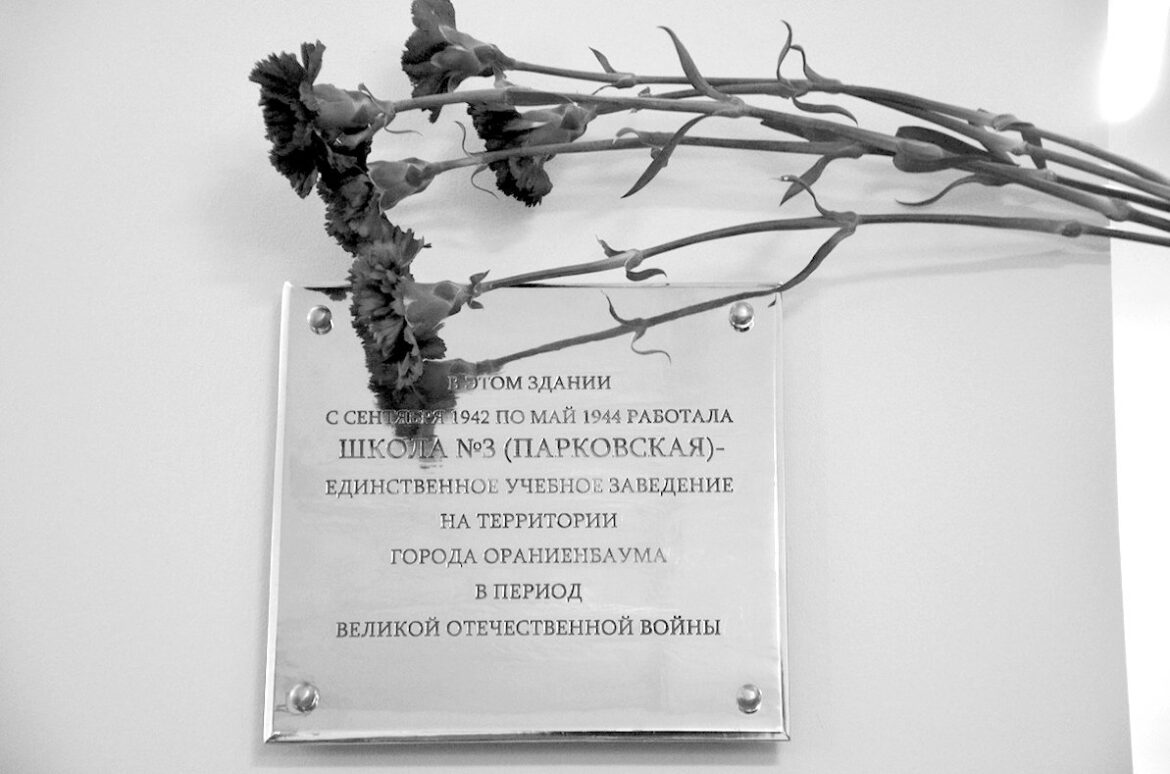 В ЭТОМ ЗДАНИИ
С СЕНТЯБРЯ 1942 ПО МАЙ 1944 РАБОТАЛА
ШКОЛА №3 (ПАРКОВСКАЯ)-
ЕДИНСТВЕННОЕ УЧЕБНОЕ ЗАВЕДЕНИЕ
НА ТЕРРИТОРИИ
ГОРОДА ОРАНИЕНБАУМА
В ПЕРИОД
ВЕЛИКОЙ ОТЕЧЕСТВЕННОЙ ВОЙНЫ